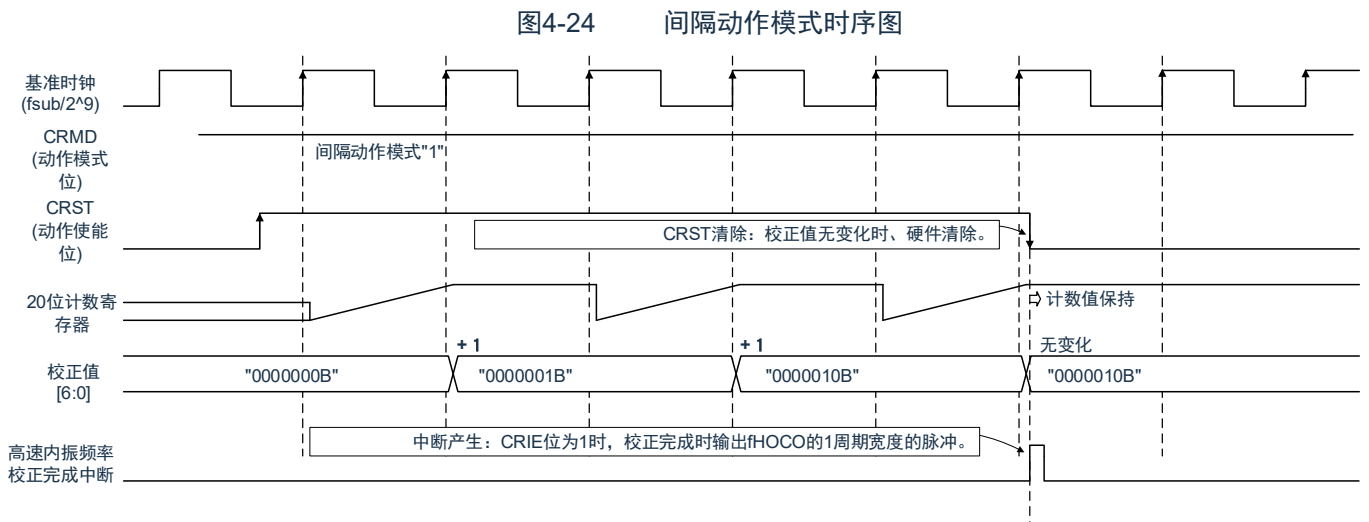 图4-24 间隔动作模式时序图
基准时钟
(fsub/2^9)
CRMD
(动作模式
位)
间隔动作模式"1"
CRST
(动作使能
位)
CRST清除：校正值无变化时、硬件清除。
20位计数寄
存器
计数值保持
校正值
[6:0]
+ 1
+ 1
无变化
"0000000B"
"0000001B"
"0000010B"
"0000010B"
中断产生：CRIE位为1时，校正完成时输出fHOCO的1周期宽度的脉冲。
高速内振频率
校正完成中断